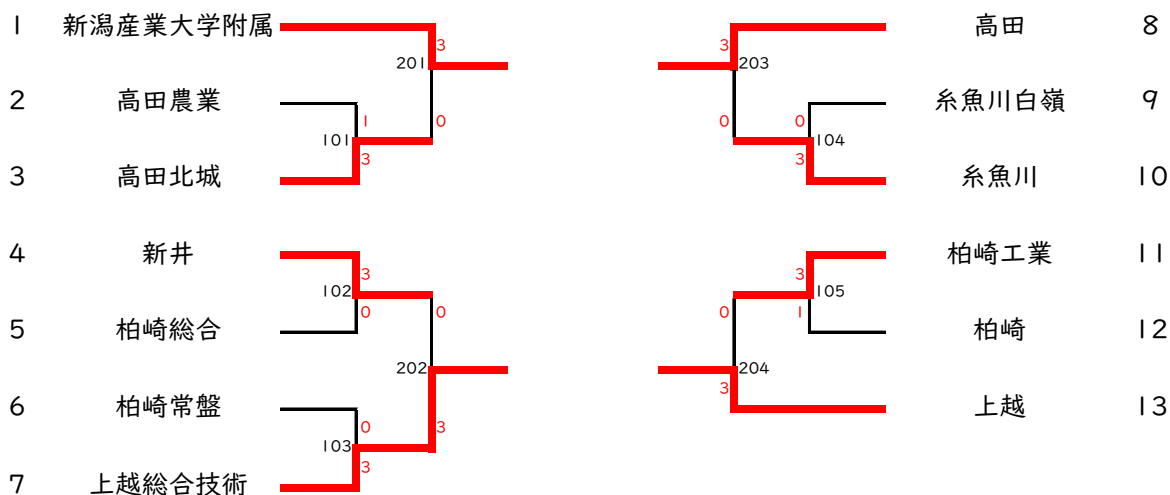 1 新潟産業大学附属 3 3 高田 8
201 203
2 高田農業 糸魚川白嶺 9
1 0 0 0
101 104
3 3
3 高田北城 糸魚川 10
4 新井 柏崎工業 11
3 3
102 105
0 0 0 1
5 柏崎総合 柏崎 12
202 204
3
6 柏崎常盤 上越 13
0 3
103
3
7 上越総合技術